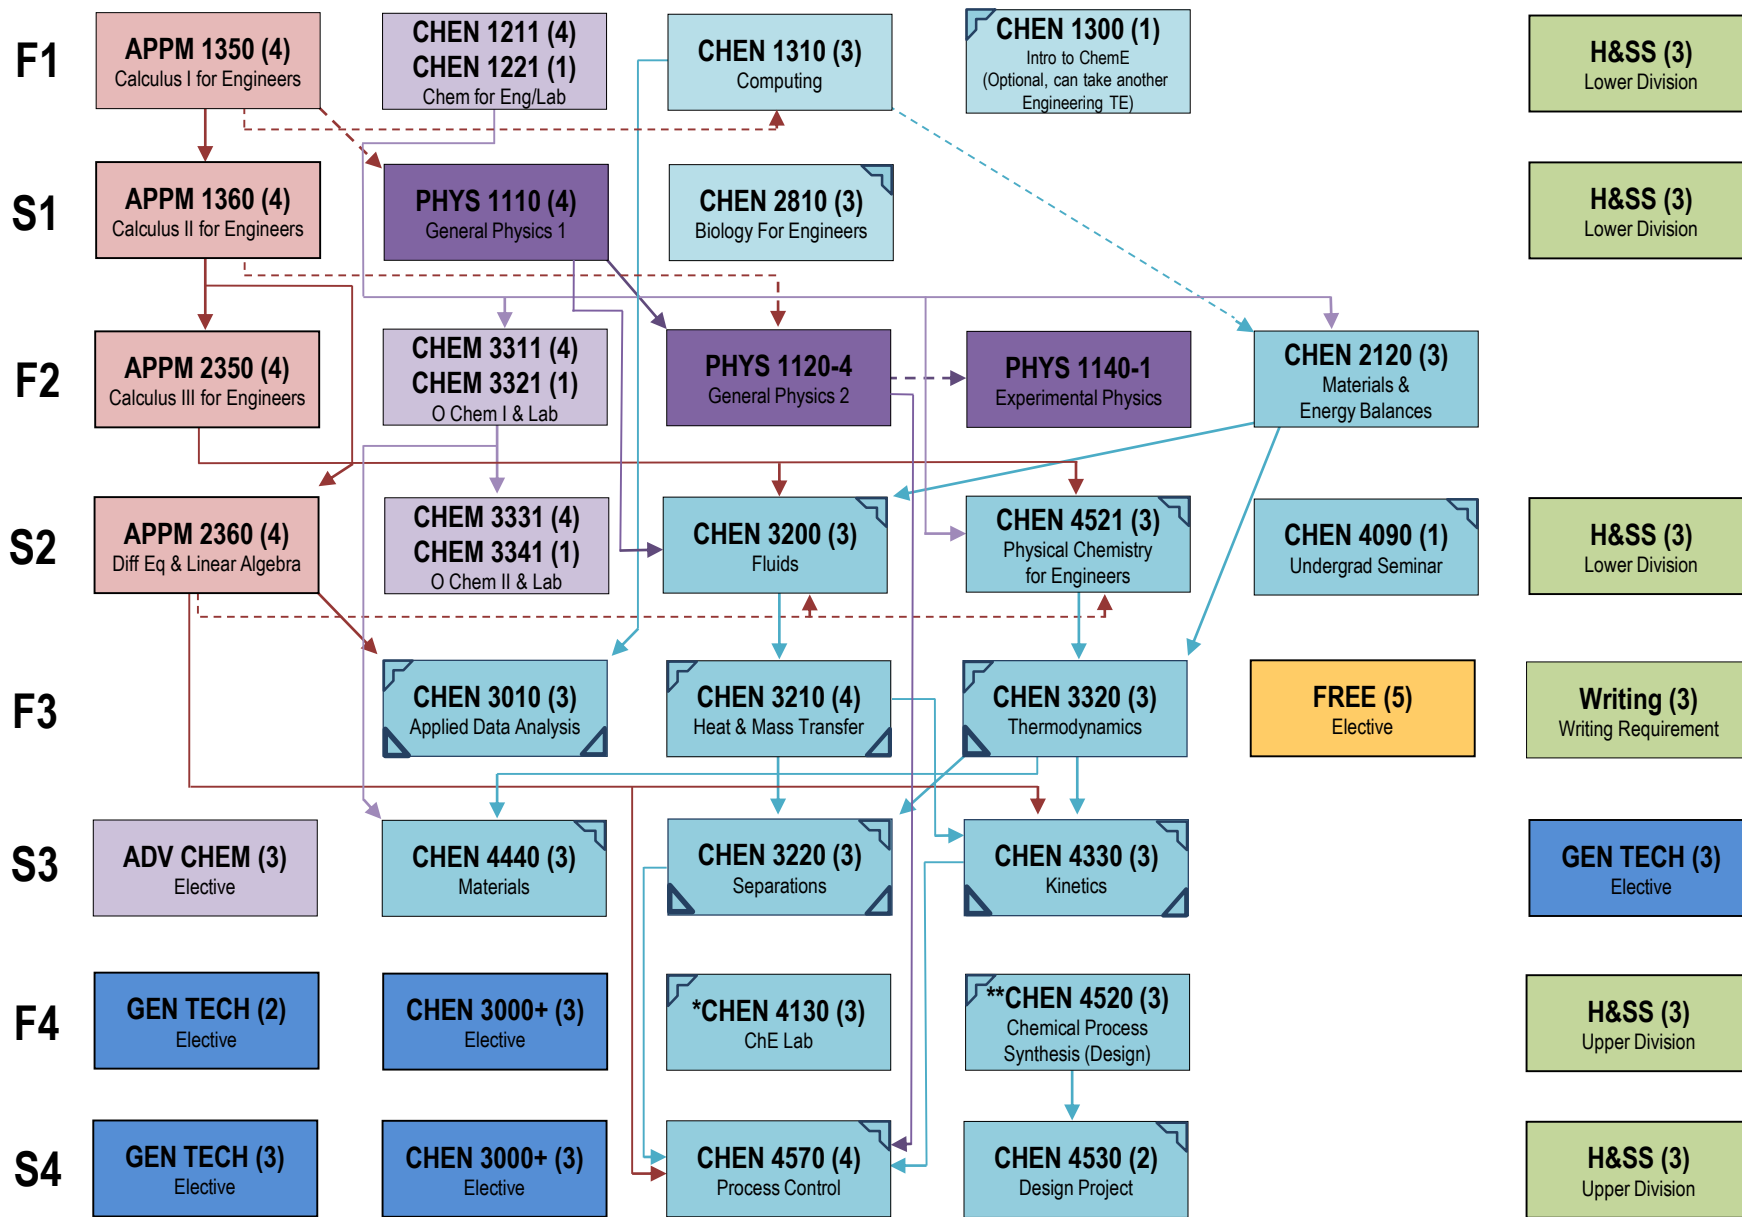 F1
APPM 1350 (4)
Calculus I for Engineers
CHEN 1211 (4)
CHEN 1221 (1)
Chem for Eng/Lab
CHEN 1310 (3)
Computing
CHEN 1300 (1)
Intro to ChemE
(Optional, can take another
Engineering TE)
H&SS (3)
Lower Division
S1
APPM 1360 (4)
Calculus II for Engineers
PHYS 1110 (4)
General Physics 1
CHEN 2810 (3)
Biology For Engineers
H&SS (3)
Lower Division
F2
APPM 2350 (4)
Calculus III for Engineers
CHEM 3311 (4)
CHEM 3321 (1)
O Chem I & Lab
PHYS 1120-4
General Physics 2
PHYS 1140-1
Experimental Physics
CHEN 2120 (3)
Materials &
Energy Balances
S2
APPM 2360 (4)
Diff Eq & Linear Algebra
CHEM 3331 (4)
CHEM 3341 (1)
O Chem II & Lab
CHEN 3200 (3)
Fluids
CHEN 4521 (3)
Physical Chemistry
for Engineers
CHEN 4090 (1)
Undergrad Seminar
H&SS (3)
Lower Division
F3
CHEN 3010 (3)
Applied Data Analysis
CHEN 3210 (4)
Heat & Mass Transfer
CHEN 3320 (3)
Thermodynamics
FREE (5)
Elective
Writing (3)
Writing Requirement
S3
ADV CHEM (3)
Elective
CHEN 4440 (3)
Materials
CHEN 3220 (3)
Separations
CHEN 4330 (3)
Kinetics
GEN TECH (3)
Elective
F4
GEN TECH (2)
Elective
CHEN 3000+ (3)
Elective
*CHEN 4130 (3)
ChE Lab
**CHEN 4520 (3)
Chemical Process
Synthesis (Design)
H&SS (3)
Upper Division
S4
GEN TECH (3)
Elective
CHEN 3000+ (3)
Elective
CHEN 4570 (4)
Process Control
CHEN 4530 (2)
Design Project
H&SS (3)
Upper Division